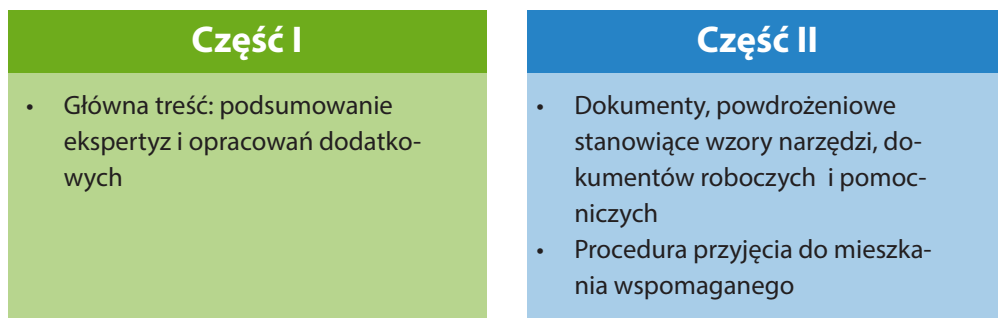 Część I
• Główna treść: podsumowanie
ekspertyz i opracowań dodatko-
wych
Część II
• Dokumenty, powdrożeniowe
stanowiące wzory narzędzi, do-
kumentów roboczych i pomoc-
niczych
• Procedura przyjęcia do mieszka-
nia wspomaganego